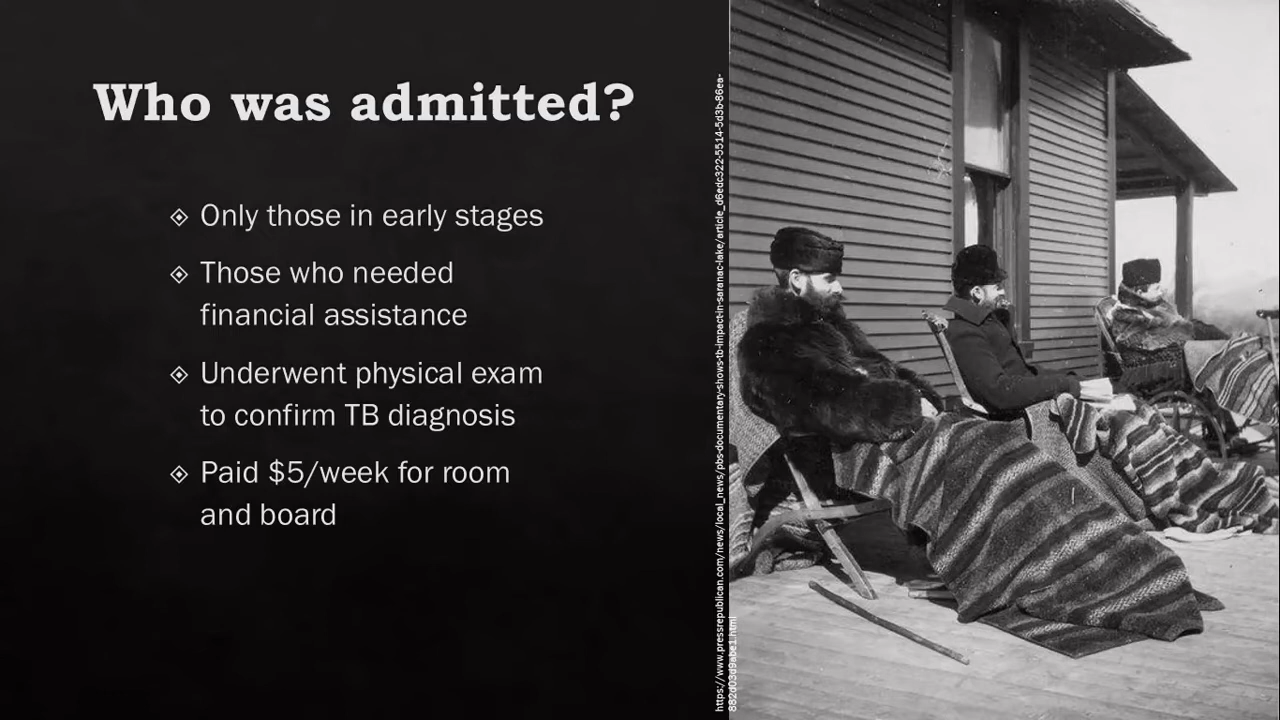 Who was admitted?
Only those in early stages
Those who needed
financial assistance
Underwent physical exam
to confirm TB diagnosis
Paid $5/week for room
and board
https://www.pressrepublican.com/news/local_news/pbs-documentary-shows-tb-impact-in-saranac-lake/article_d6edc322-5514-5d3b-86ea-
882d03d9abe1.html